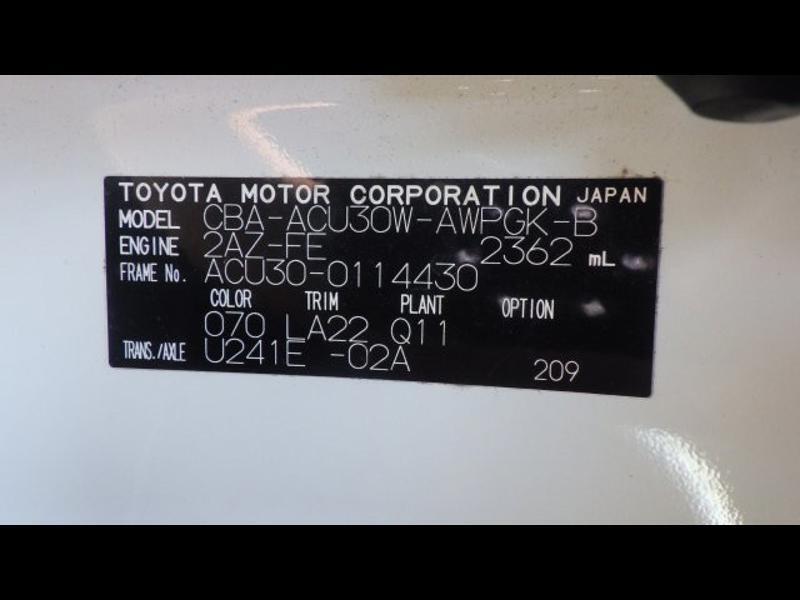 TOYOTA MOTOR CORPORATION JAPAN
MODEL CBA-ACU30W-AWPGK-B
ENGINE 2AZ-FE 2362 mL
FRAME No. ACU30-0114430
COLOR TRIM PLANT OPTION
070 LA22 Q11
TRANS./AXLE U241E -02A 209